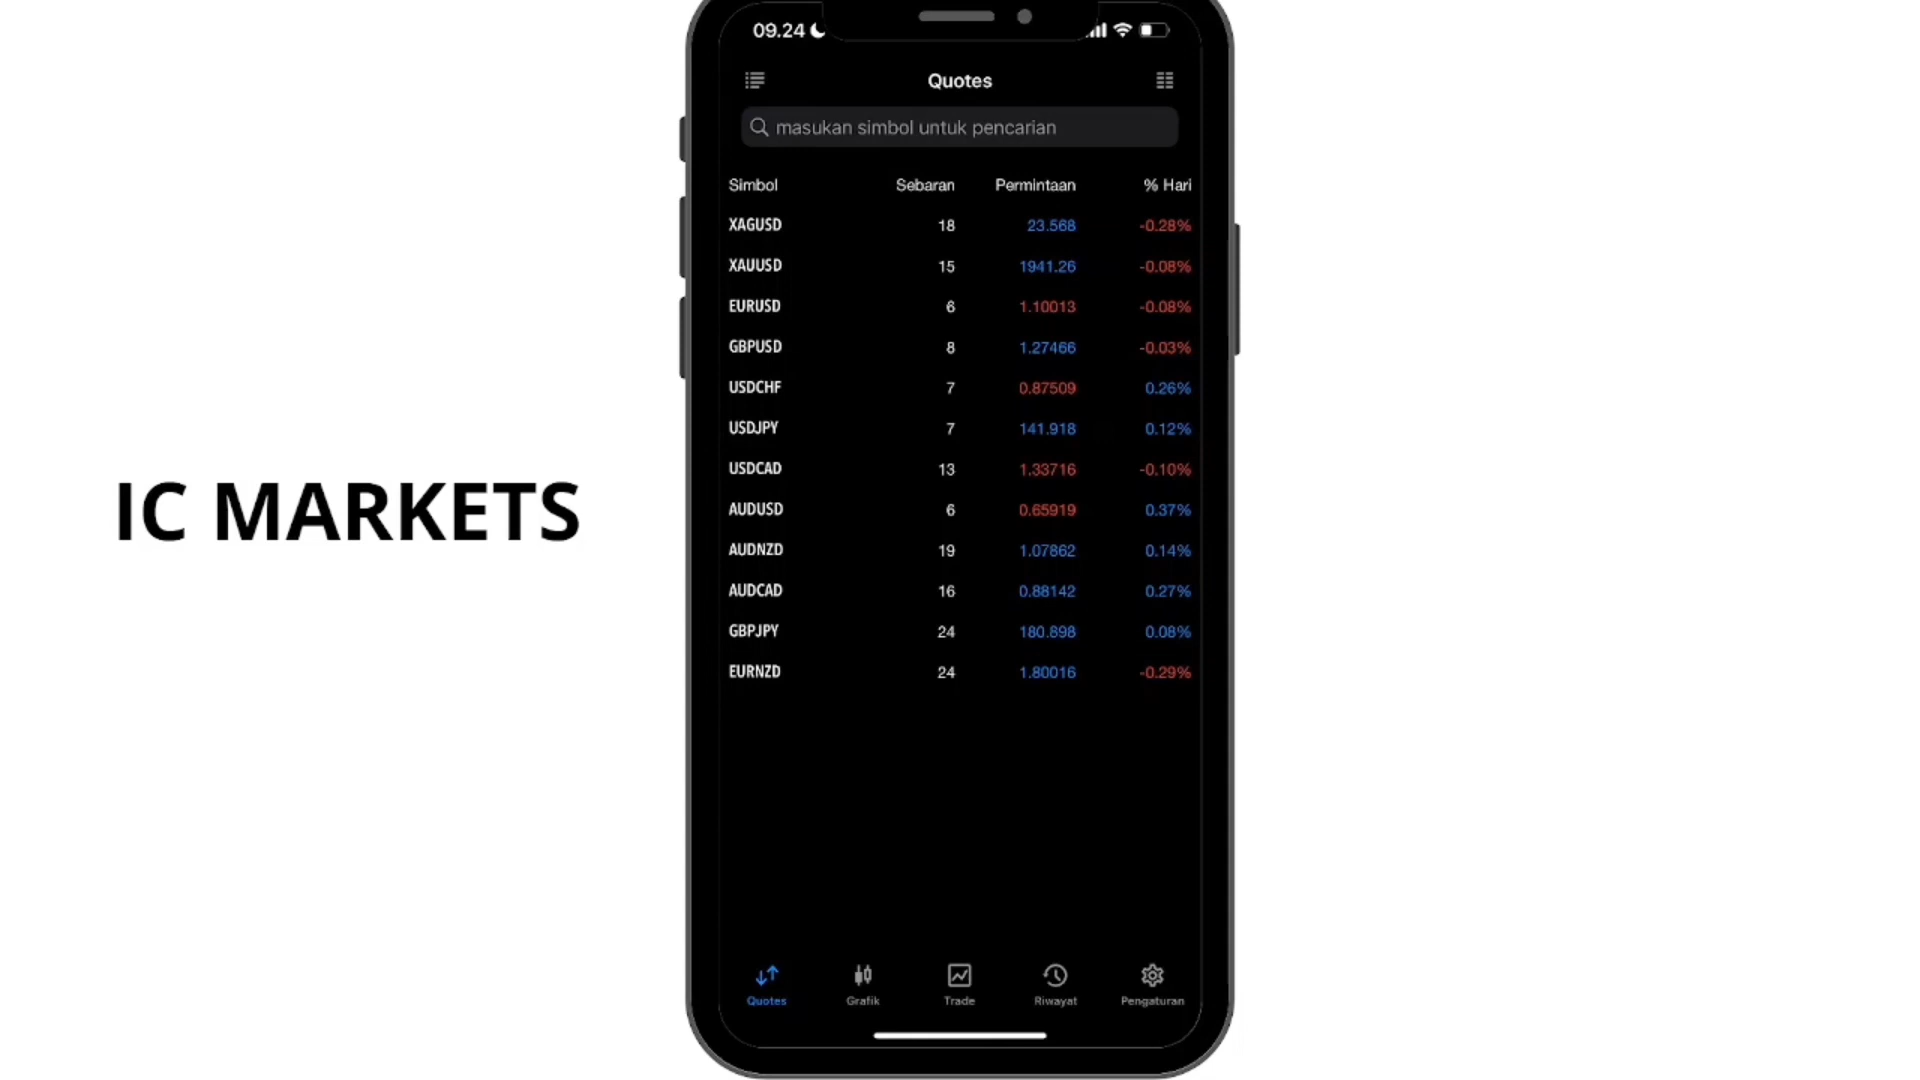 09.24
Quotes
masukan simbol untuk pencarian
Simbol Sebaran Permintaan % Hari
XAGUSD 18 23.568 -0.28%
XAUUSD 15 1941.26 -0.08%
EURUSD 6 1.10013 -0.08%
GBPUSD 8 1.27466 -0.03%
USDCHF 7 0.87509 0.26%
USDJPY 7 141.918 0.12%
USDCAD 13 1.33716 -0.10%
IC MARKETS
AUDUSD 6 0.65919 0.37%
AUDNZD 19 1.07862 0.14%
AUDCAD 16 0.88142 0.27%
GBPJPY 24 180.898 0.08%
EURNZD 24 1.80016 -0.29%
Quotes Grafik Trade Riwayat Pengaturan